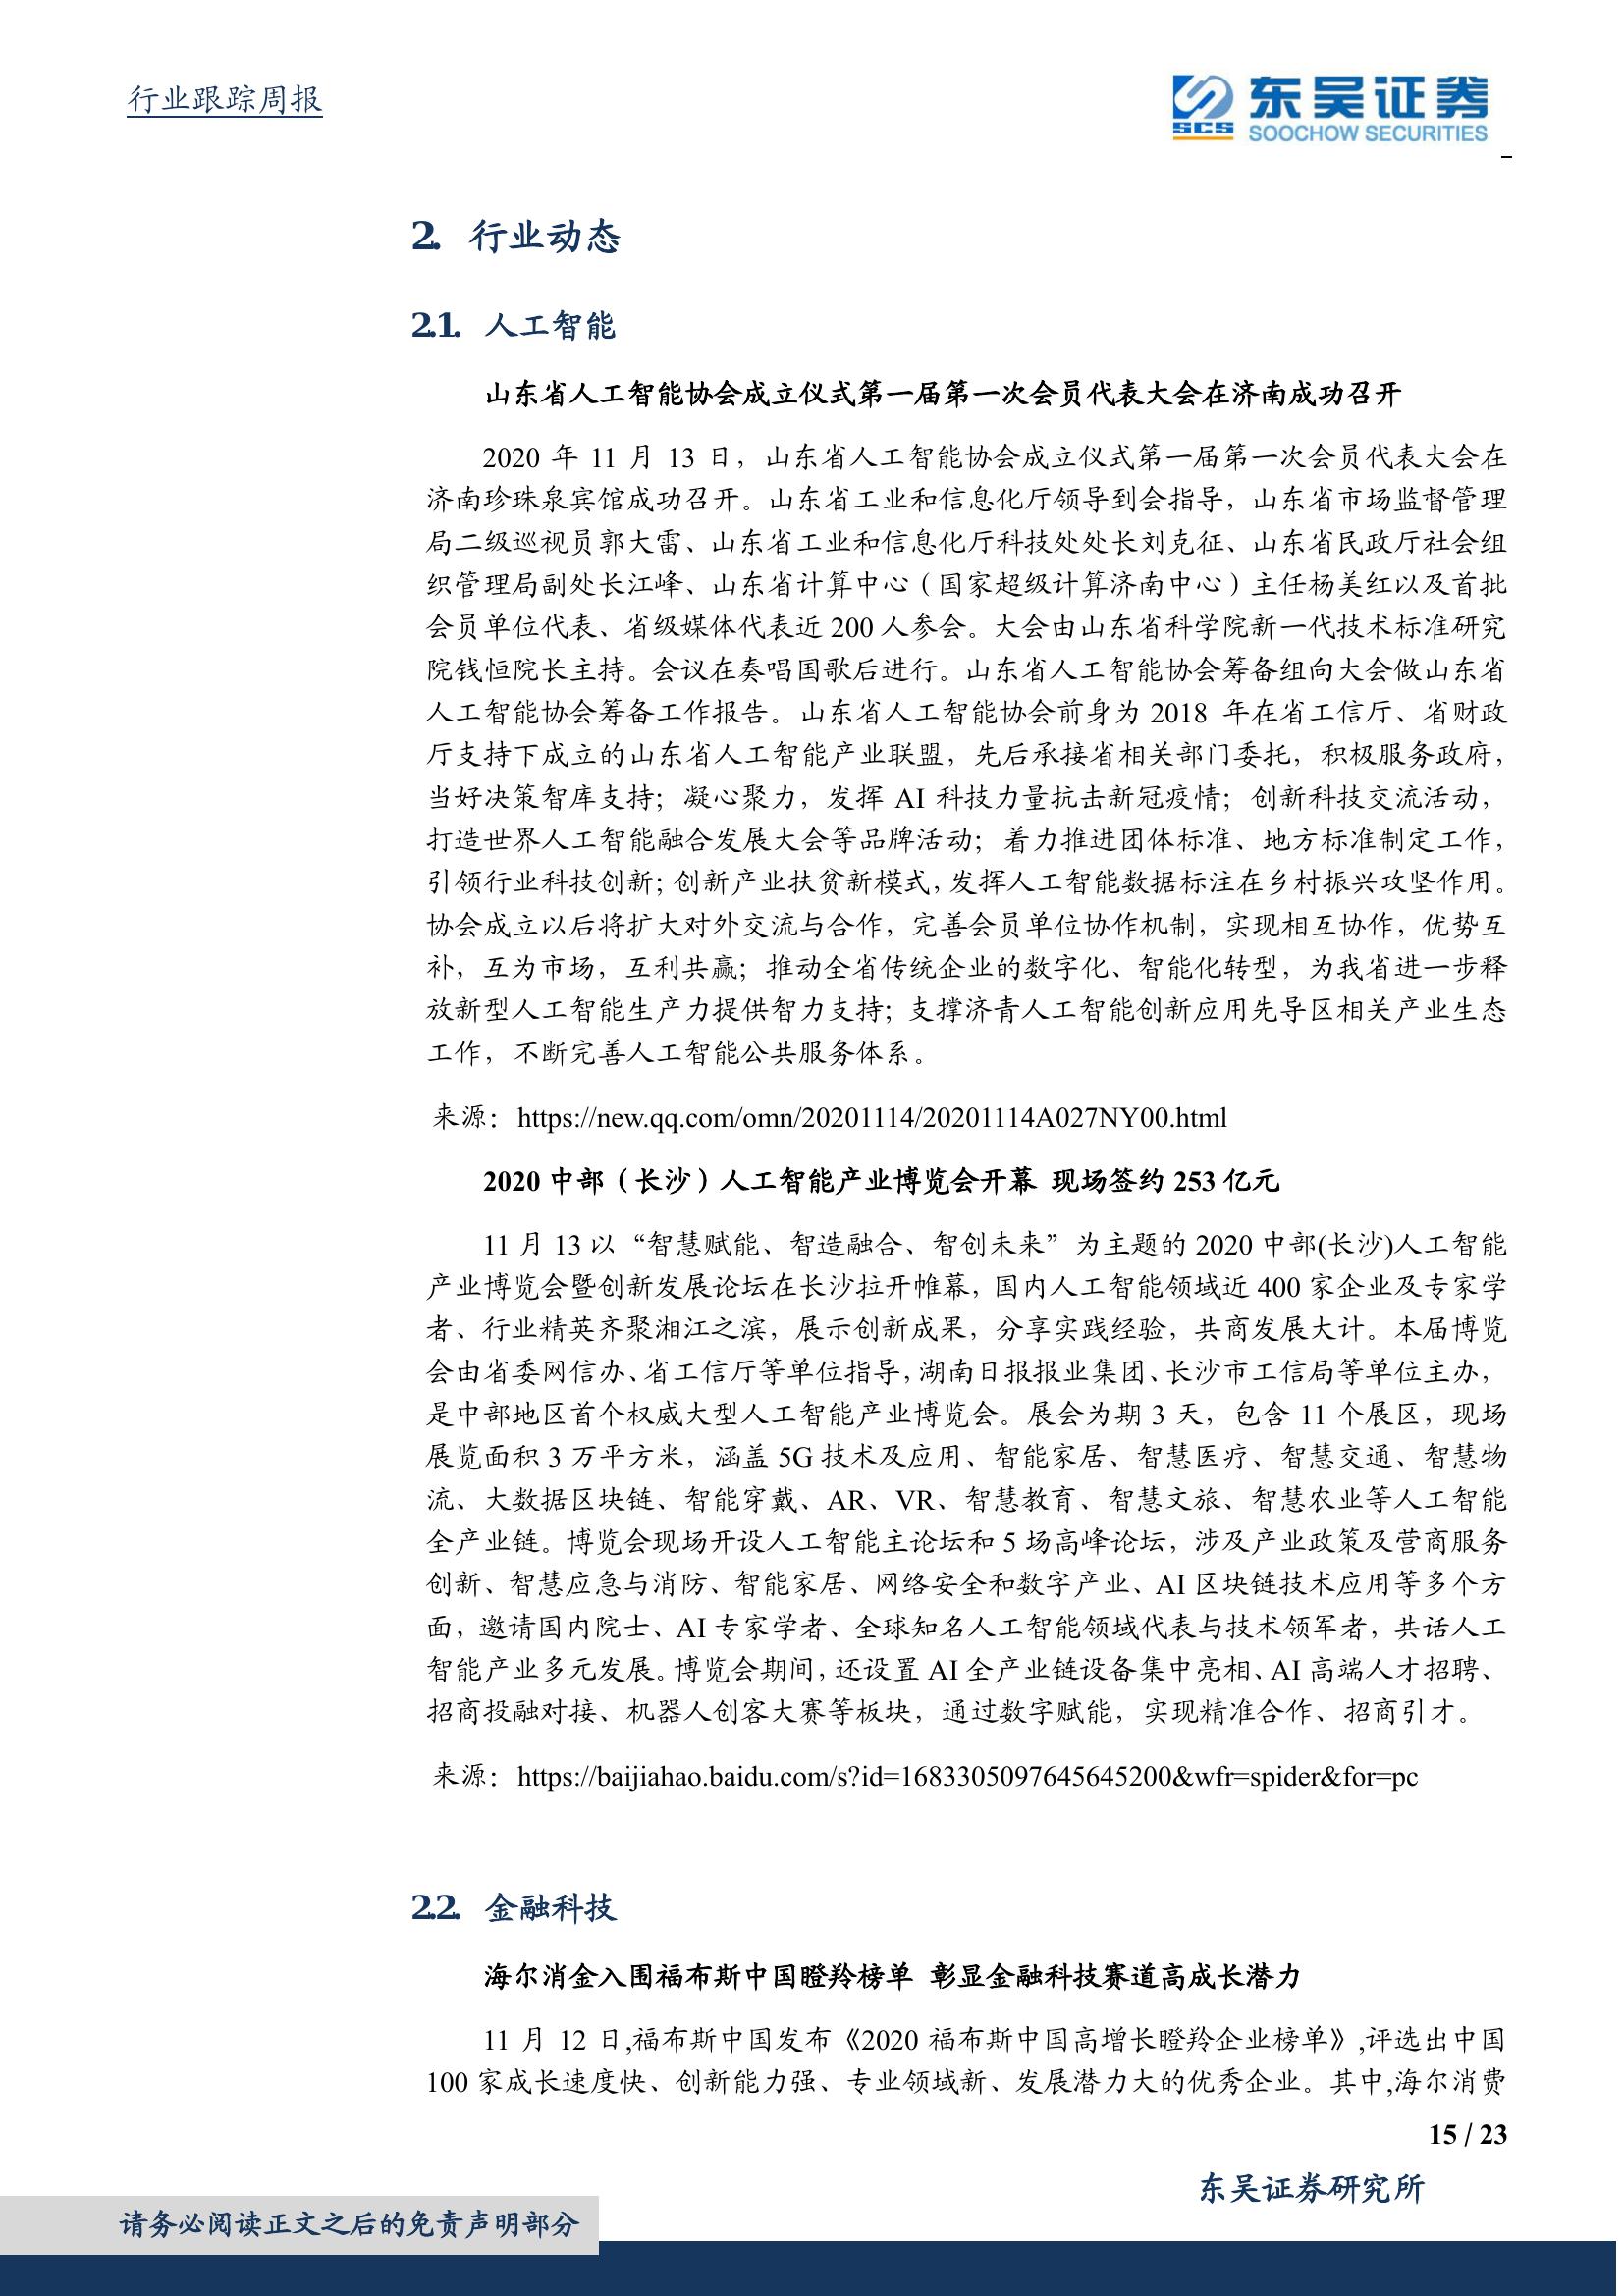 行业跟踪周报
SCS
东吴证券
SOOCHOW SECURITIES
2. 行业动态
2.1. 人工智能
山东省人工智能协会成立仪式第一届第一次会员代表大会在济南成功召开
2020 年 11 月 13 日，山东省人工智能协会成立仪式第一届第一次会员代表大会在
济南珍珠泉宾馆成功召开。山东省工业和信息化厅领导到会指导，山东省市场监督管理
局二级巡视员郭大雷、山东省工业和信息化厅科技处处长刘克征、山东省民政厅社会组
织管理局副处长江峰、山东省计算中心（国家超级计算济南中心）主任杨美红以及首批
会员单位代表、省级媒体代表近 200 人参会。大会由山东省科学院新一代技术标准研究
院钱恒院长主持。会议在奏唱国歌后进行。山东省人工智能协会筹备组向大会做山东省
人工智能协会筹备工作报告。山东省人工智能协会前身为 2018 年在省工信厅、省财政
厅支持下成立的山东省人工智能产业联盟，先后承接省相关部门委托，积极服务政府，
当好决策智库支持；凝心聚力，发挥 AI 科技力量抗击新冠疫情；创新科技交流活动，
打造世界人工智能融合发展大会等品牌活动；着力推进团体标准、地方标准制定工作，
引领行业科技创新；创新产业扶贫新模式，发挥人工智能数据标注在乡村振兴攻坚作用。
协会成立以后将扩大对外交流与合作，完善会员单位协作机制，实现相互协作，优势互
补，互为市场，互利共赢；推动全省传统企业的数字化、智能化转型，为我省进一步释
放新型人工智能生产力提供智力支持；支撑济青人工智能创新应用先导区相关产业生态
工作，不断完善人工智能公共服务体系。
来源：https://new.qq.com/omn/20201114/20201114A027NY00.html
2020 中部（长沙）人工智能产业博览会开幕 现场签约 253 亿元
11 月 13 以“智慧赋能、智造融合、智创未来”为主题的 2020 中部(长沙)人工智能
产业博览会暨创新发展论坛在长沙拉开帷幕，国内人工智能领域近 400 家企业及专家学
者、行业精英齐聚湘江之滨，展示创新成果，分享实践经验，共商发展大计。本届博览
会由省委网信办、省工信厅等单位指导，湖南日报报业集团、长沙市工信局等单位主办，
是中部地区首个权威大型人工智能产业博览会。展会为期 3 天，包含 11 个展区，现场
展览面积 3 万平方米，涵盖 5G 技术及应用、智能家居、智慧医疗、智慧交通、智慧物
流、大数据区块链、智能穿戴、AR、VR、智慧教育、智慧文旅、智慧农业等人工智能
全产业链。博览会现场开设人工智能主论坛和 5 场高峰论坛，涉及产业政策及营商服务
创新、智慧应急与消防、智能家居、网络安全和数字产业、AI 区块链技术应用等多个方
面，邀请国内院士、AI 专家学者、全球知名人工智能领域代表与技术领军者，共话人工
智能产业多元发展。博览会期间，还设置 AI 全产业链设备集中亮相、AI 高端人才招聘、
招商投融对接、机器人创客大赛等板块，通过数字赋能，实现精准合作、招商引才。
来源：https://baijiahao.baidu.com/s?id=1683305097645645200&wfr=spider&for=pc
2.2. 金融科技
海尔消金入围福布斯中国瞪羚榜单 彰显金融科技赛道高成长潜力
11 月 12 日,福布斯中国发布《2020 福布斯中国高增长瞪羚企业榜单》,评选出中国
100 家成长速度快、创新能力强、专业领域新、发展潜力大的优秀企业。其中,海尔消费
15 / 23
东吴证券研究所
请务必阅读正文之后的免责声明部分